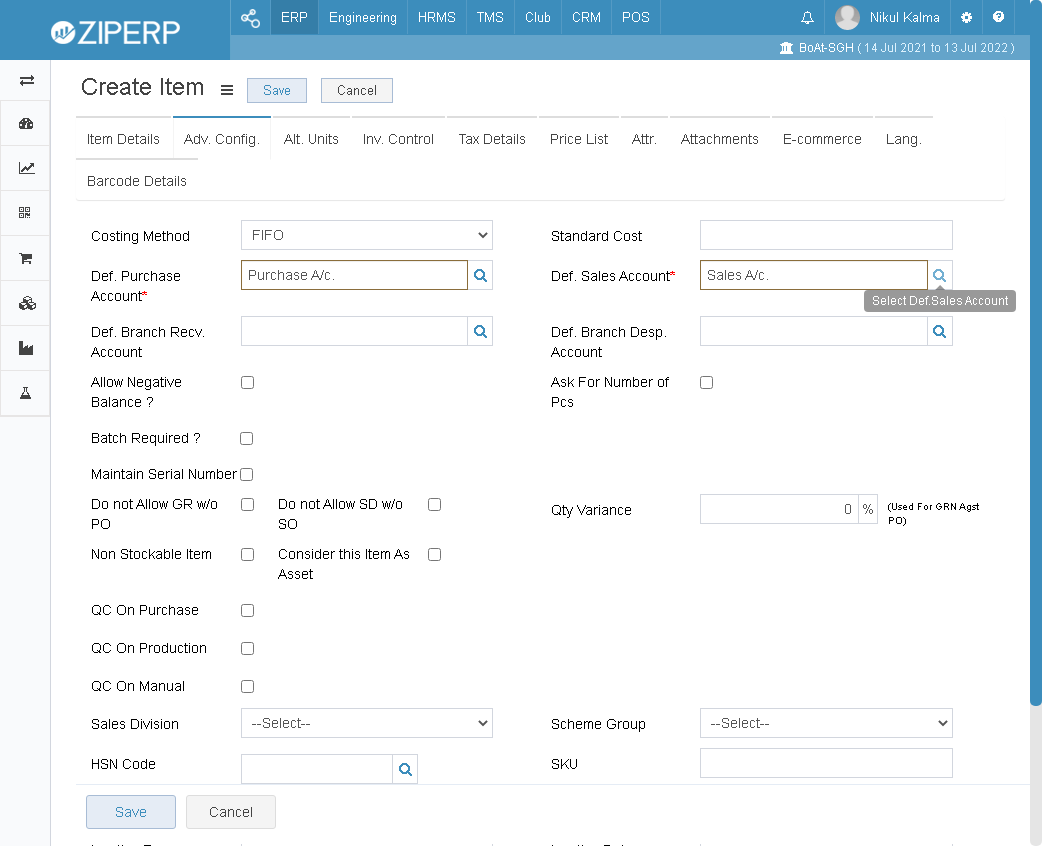 ZIPERP
ERP Engineering HRMS TMS Club CRM POS
Nikul Kalma
BoAt-SGH ( 14 Jul 2021 to 13 Jul 2022 )
Create Item
Save
Cancel
Item Details Adv. Config. Alt. Units Inv. Control Tax Details Price List Attr. Attachments E-commerce Lang.
Barcode Details
Costing Method FIFO Standard Cost
Def. Purchase
Account* Purchase A/c. Def. Sales Account* Sales A/c.
Select Def.Sales Account
Def. Branch Recv.
Account
Def. Branch Desp.
Account
Allow Negative
Balance ?
Ask For Number of
Pcs
Batch Required ?
Maintain Serial Number
Do not Allow GR w/o
PO
Do not Allow SD w/o
SO
Qty Variance 0 % (Used For GRN Agst
PO)
Non Stockable Item
Consider this Item As
Asset
QC On Purchase
QC On Production
QC On Manual
Sales Division --Select-- Scheme Group --Select--
HSN Code SKU
Save Cancel